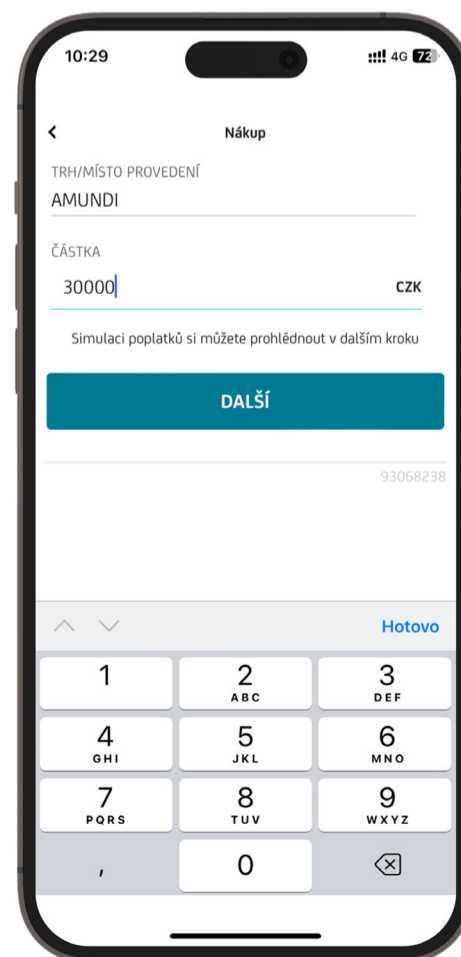 10:29
4G 72
Nákup
TRH/MÍSTO PROVEDENÍ
AMUNDI
ČÁSTKA
30000 CZK
Simulaci poplatků si můžete prohlédnout v dalším kroku
DALŠÍ
93068238
Hotovo
1 2 3
ABC DEF
4 5 6
GHI JKL MNO
7 8 9
PQRS TUV WXYZ
, 0